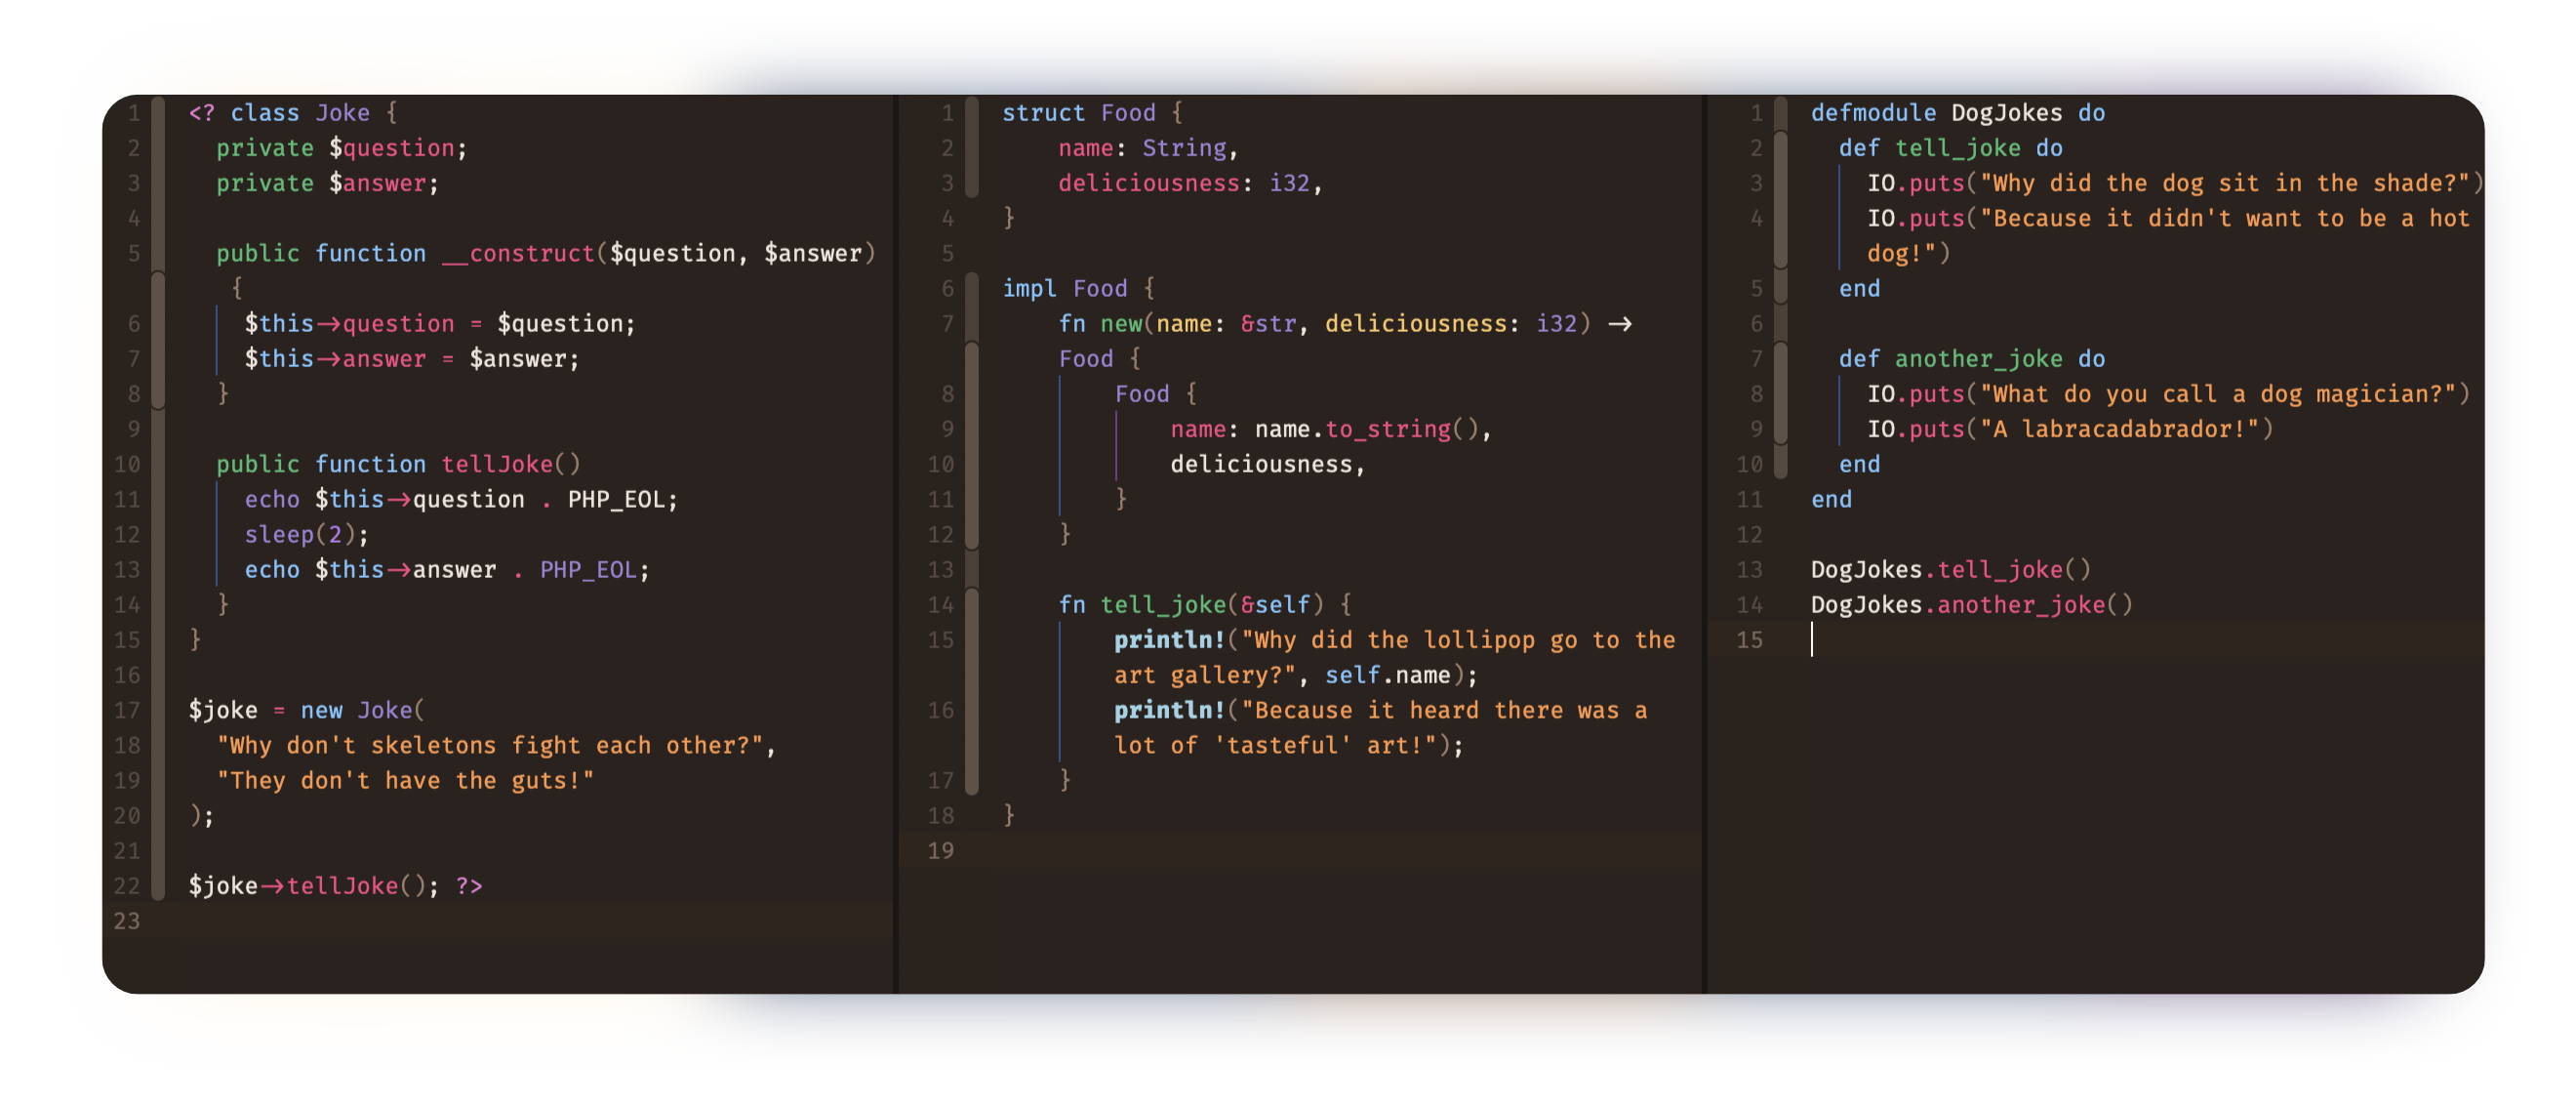 1 <? class Joke {
2 private $question;
3 private $answer;
4
5 public function __construct($question, $answer)
{
6 $this->question = $question;
7 $this->answer = $answer;
8 }
9
10 public function tellJoke()
11 echo $this->question . PHP_EOL;
12 sleep(2);
13 echo $this->answer . PHP_EOL;
14 }
15 }
16
17 $joke = new Joke(
18 "Why don't skeletons fight each other?",
19 "They don't have the guts!"
20 );
21
22 $joke->tellJoke(); ?>
23
1 struct Food {
2 name: String,
3 deliciousness: i32,
4 }
5
6 impl Food {
7 fn new(name: &str, deliciousness: i32) ->
Food {
8 Food {
9 name: name.to_string(),
10 deliciousness,
11 }
12 }
13
14 fn tell_joke(&self) {
15 println!("Why did the lollipop go to the
art gallery?", self.name);
16 println!("Because it heard there was a
lot of 'tasteful' art!");
17 }
18 }
19
1 defmodule DogJokes do
2 def tell_joke do
3 IO.puts("Why did the dog sit in the shade?")
4 IO.puts("Because it didn't want to be a hot
dog!")
5 end
6
7 def another_joke do
8 IO.puts("What do you call a dog magician?")
9 IO.puts("A labracadabrador!")
10 end
11 end
12
13 DogJokes.tell_joke()
14 DogJokes.another_joke()
15